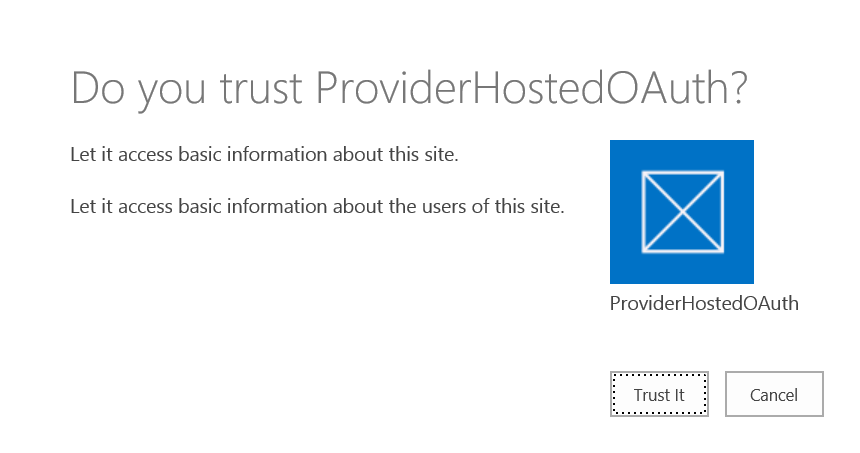 Do you trust ProviderHostedOAuth?
Let it access basic information about this site.
Let it access basic information about the users of this site.
ProviderHostedOAuth
Trust It
Cancel